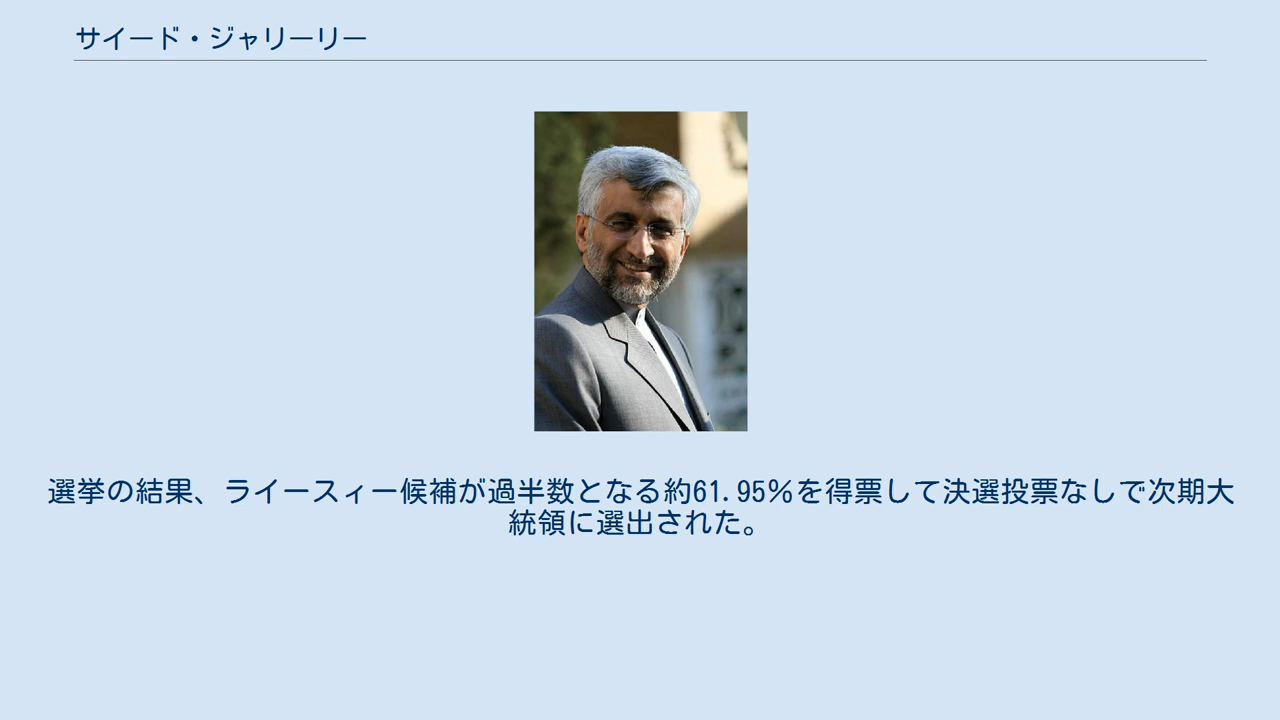 サイード・ジャリーリー
選挙の結果、ライースィー候補が過半数となる約61.95%を得票して決選投票なしで次期大
統領に選出された。